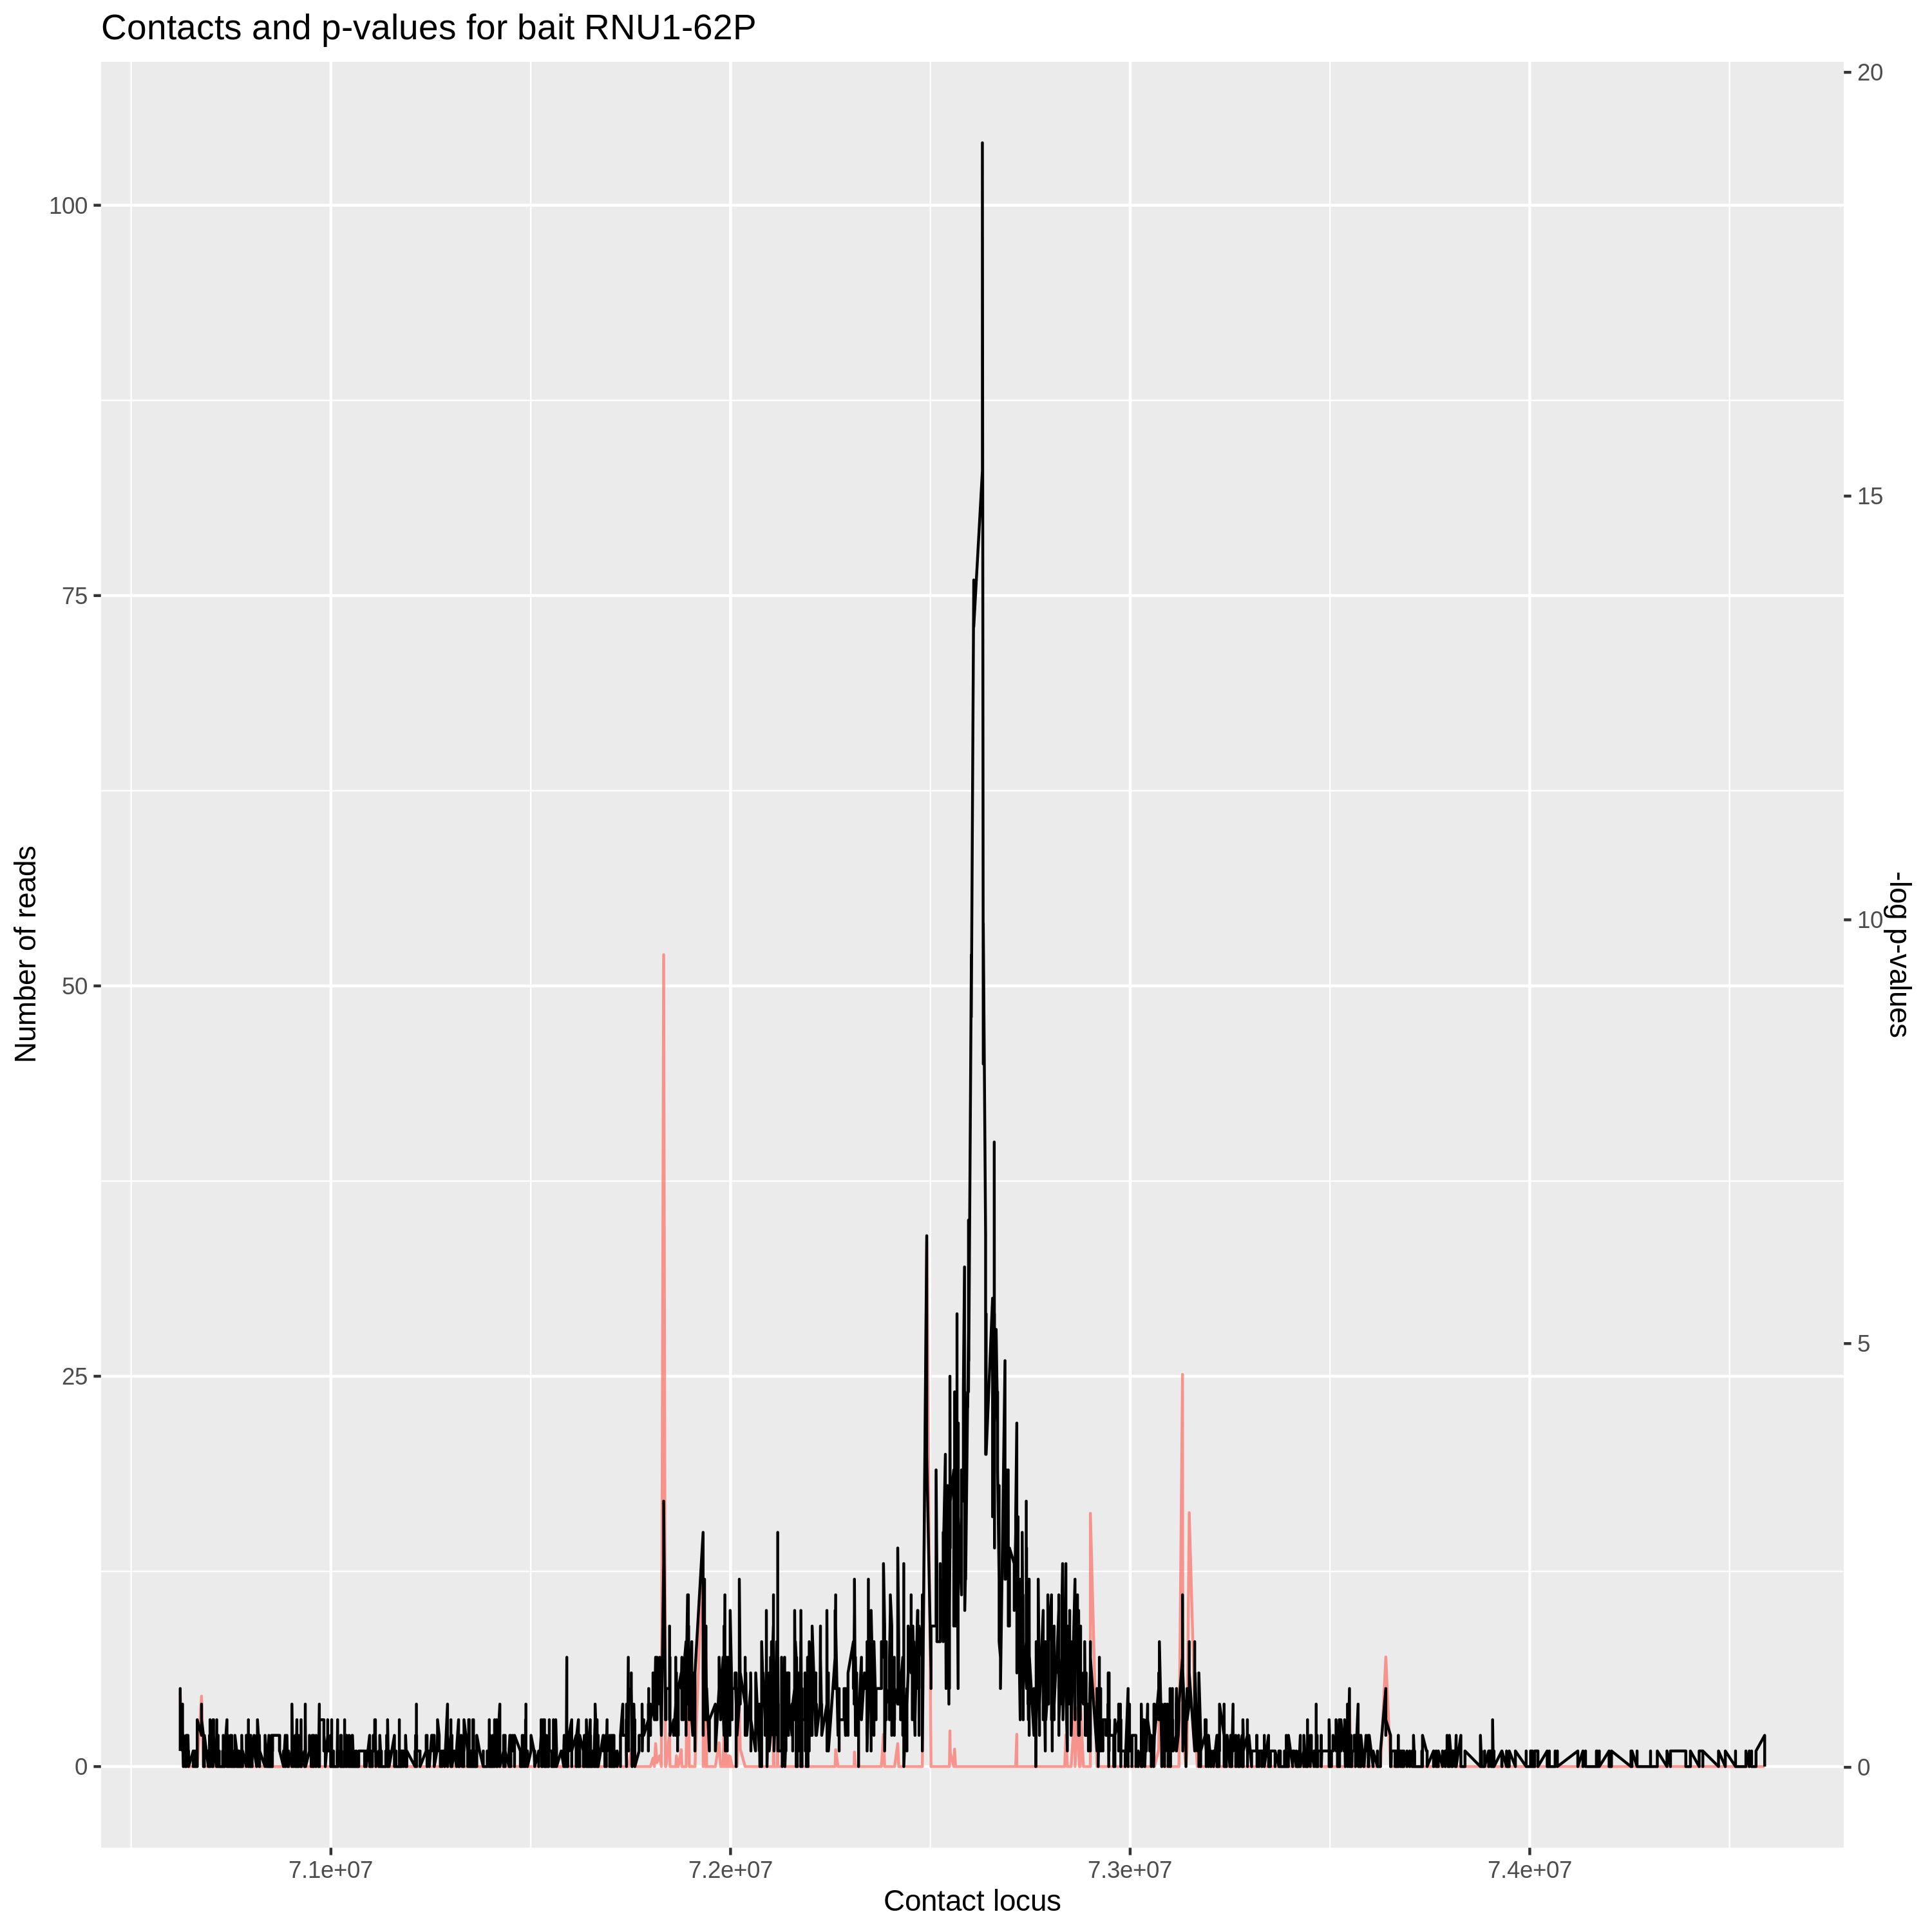 Contacts and p-values for bait RNU1-62P
Number of reads
100
75
50
25
0
20
15
10
5
0
-log p-values
7.1e+07
7.2e+07
7.3e+07
7.4e+07
Contact locus